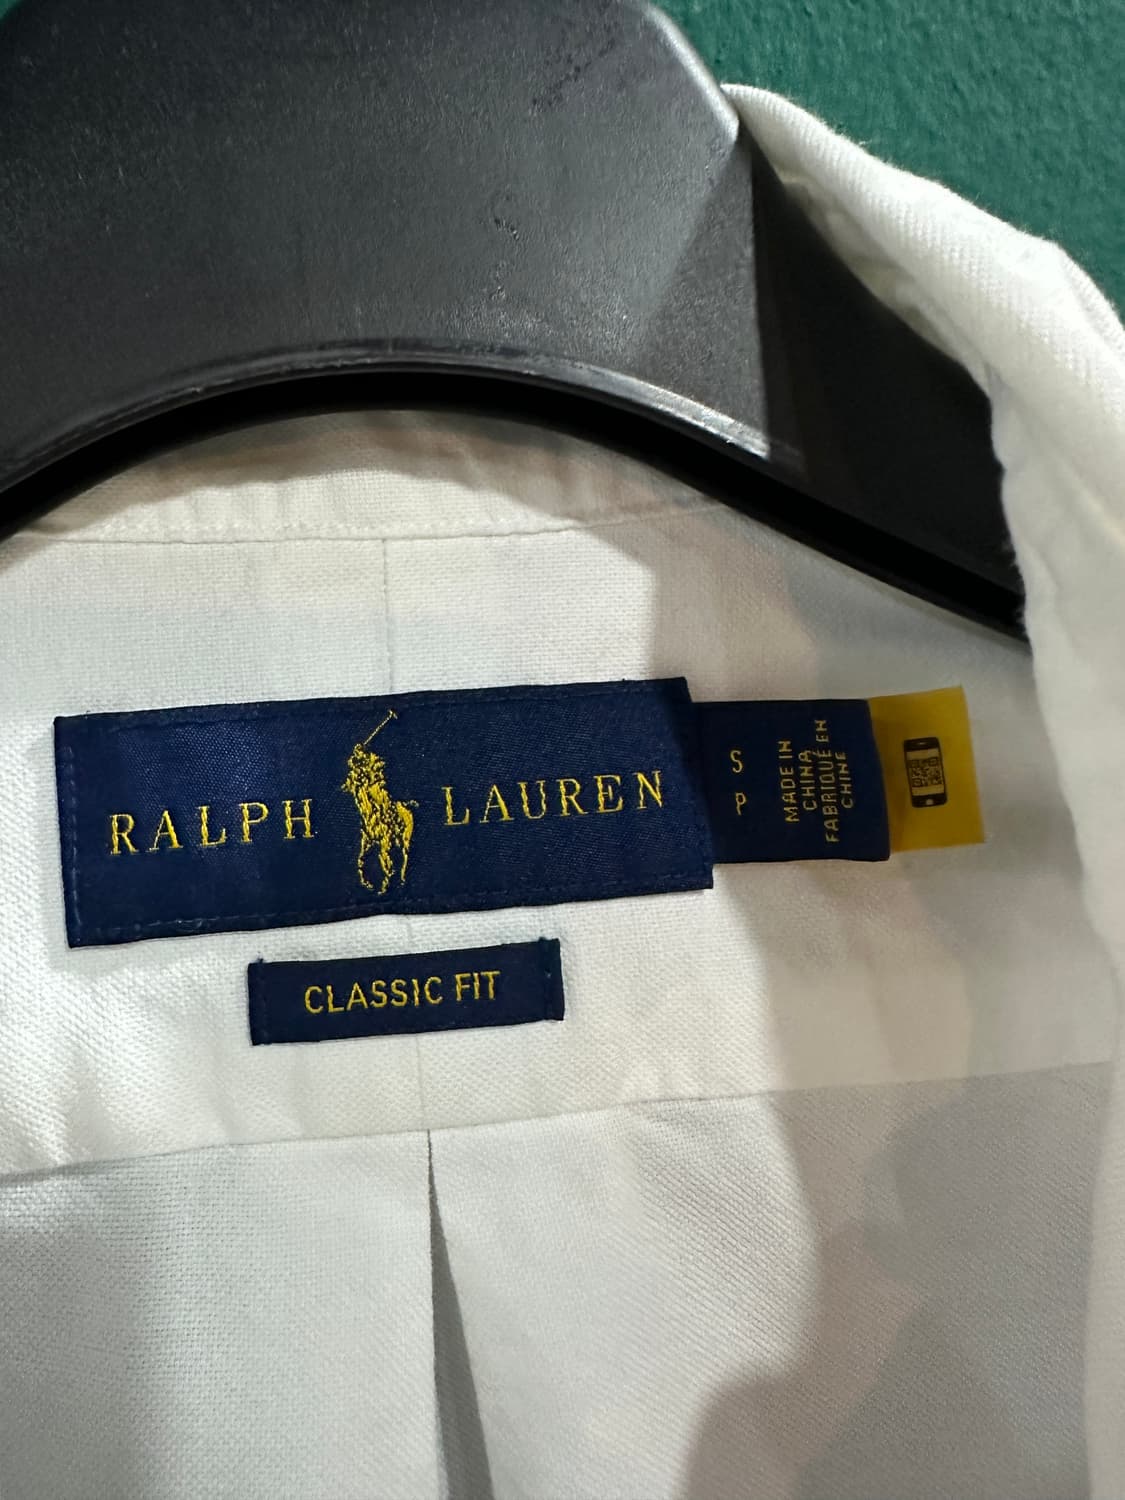 RALPH LAUREN
S
P
MADE IN
CHINA
FABRIQUÉ EN
CHINE
CLASSIC FIT